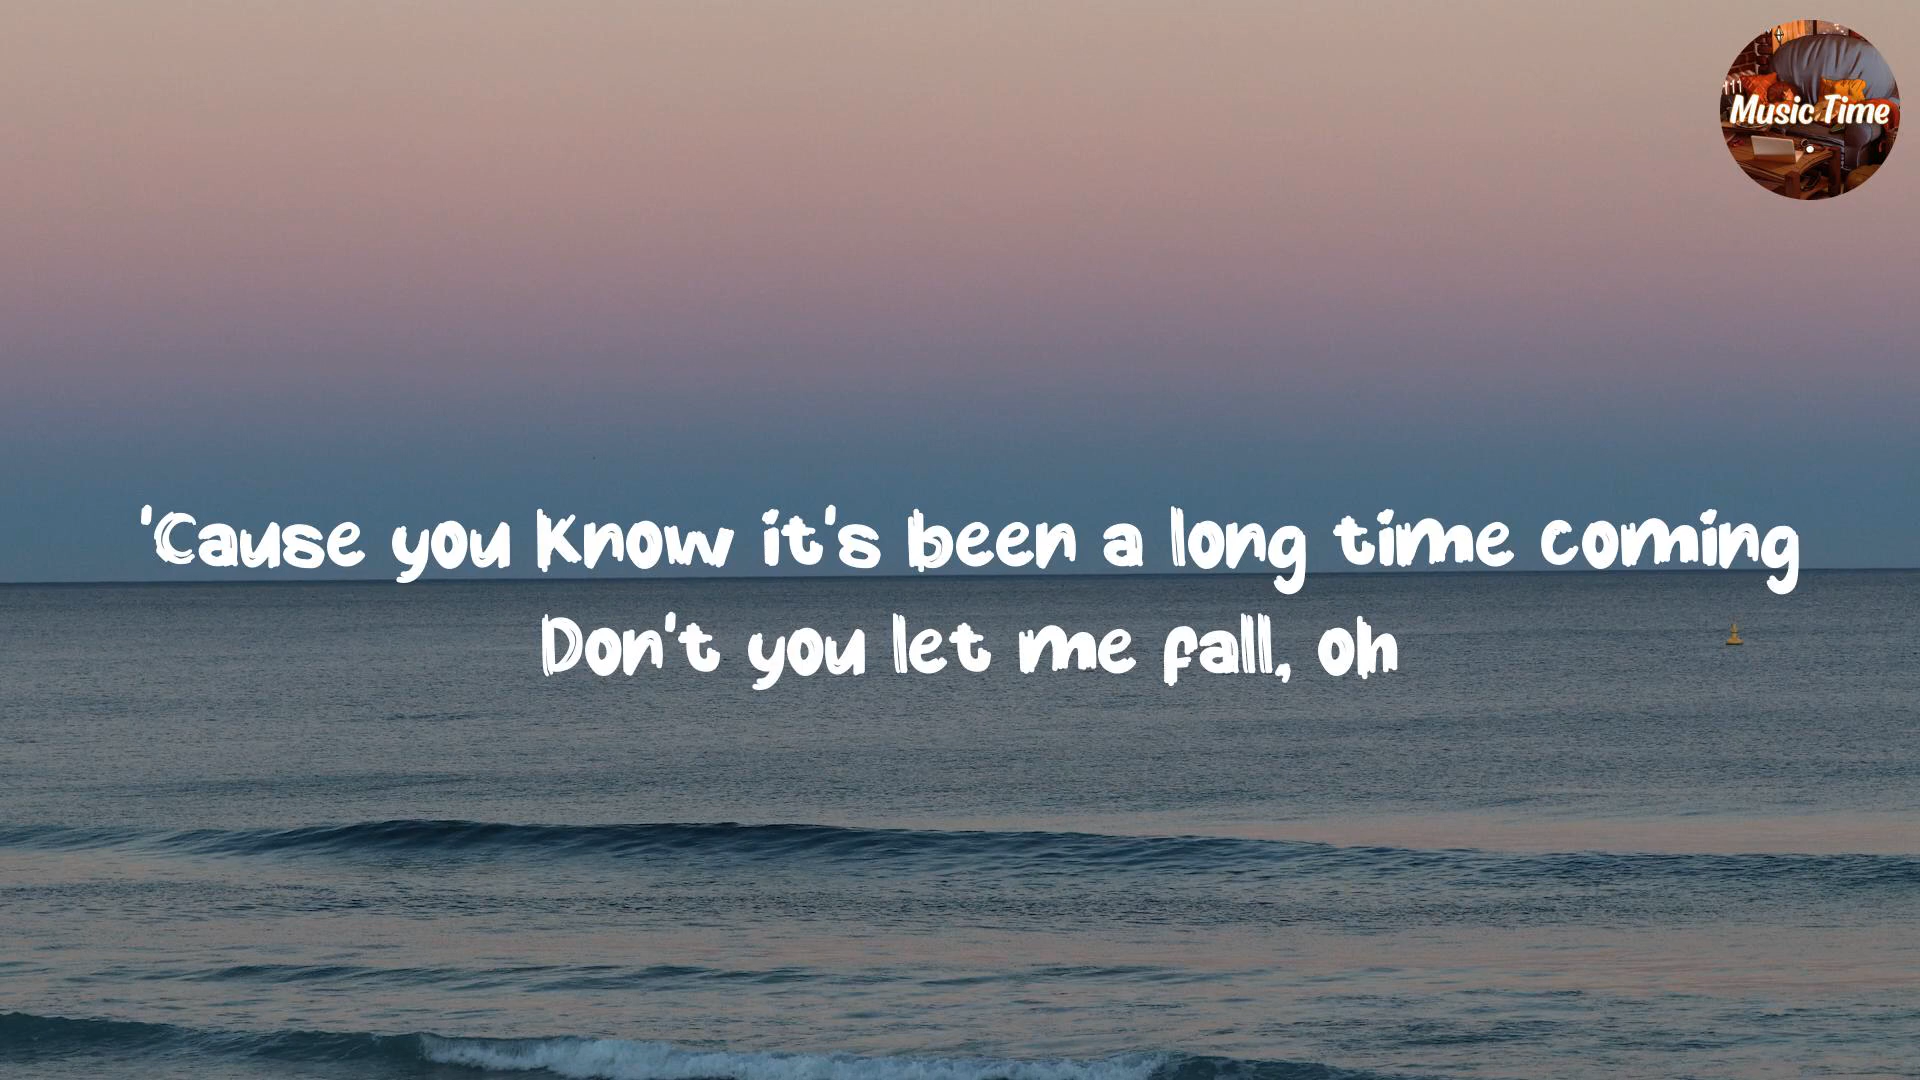 Music Time
'Cause you know it's been a long time coming
Don't you let me fall, oh